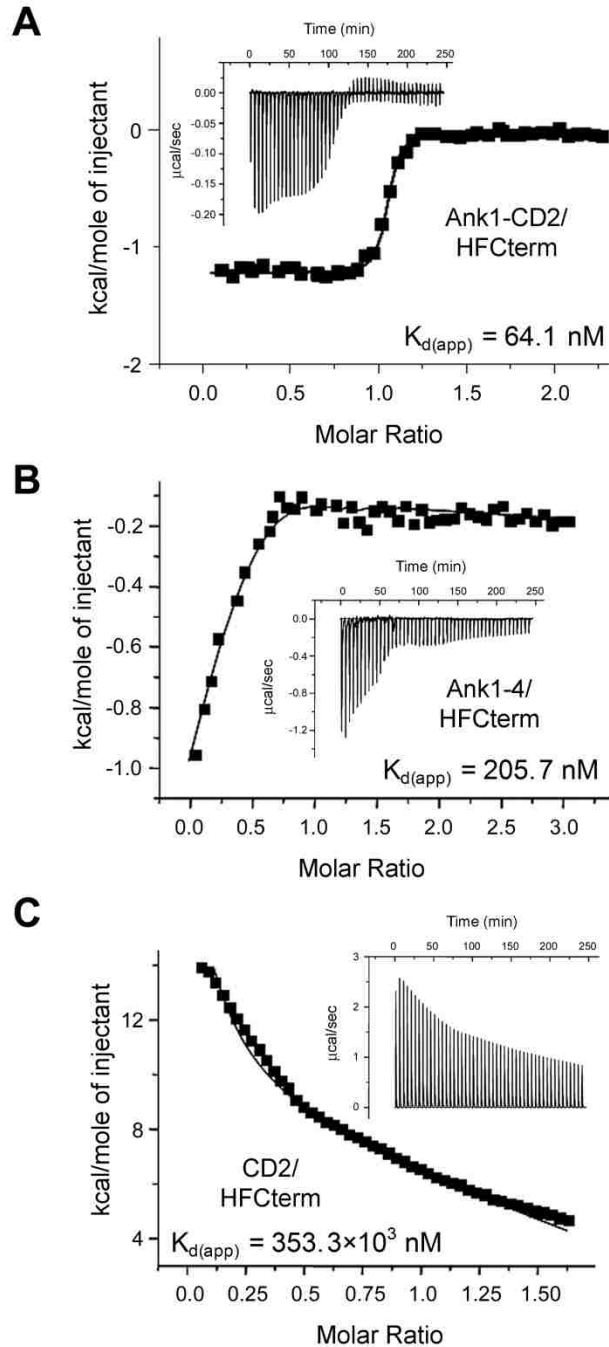 A
Time (min)
0 50 100 150 200 250
0.00
-0.05
-0.10
-0.15
-0.20
μcal/sec
0
-1
-2
kcal/mole of injectant
Ank1-CD2/
HFCterm
Kd(app) = 64.1 nM
0.0 0.5 1.0 1.5 2.0
Molar Ratio
B
-0.2
-0.4
-0.6
-0.8
-1.0
kcal/mole of injectant
Time (min)
0 50 100 150 200 250
0.0
-0.4
-0.8
-1.2
μcal/sec
Ank1-4/
HFCterm
Kd(app) = 205.7 nM
0.0 0.5 1.0 1.5 2.0 2.5 3.0
Molar Ratio
C
Time (min)
0 50 100 150 200 250
3
2
1
0
μcal/sec
12
8
4
kcal/mole of injectant
CD2/
HFCterm
Kd(app) = 353.3×10³ nM
0.00 0.25 0.50 0.75 1.00 1.25 1.50
Molar Ratio